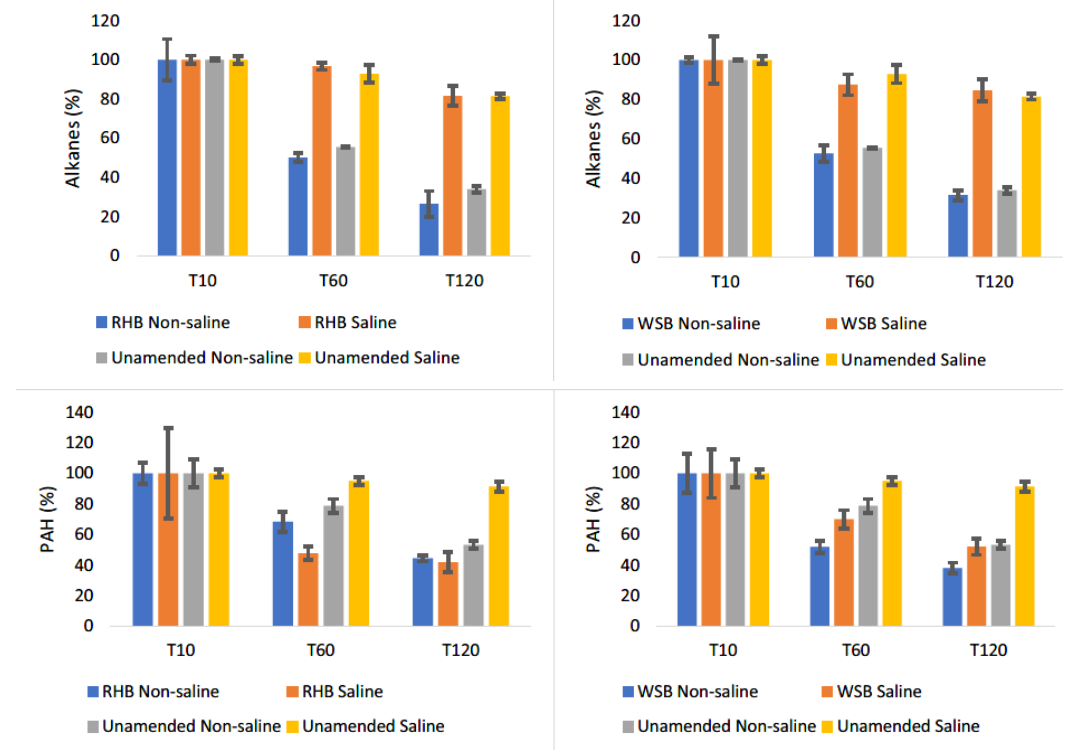 120
100
80
60
40
20
0
Alkanes (%)
T10 T60 T120
RHB Non-saline RHB Saline
Unamended Non-saline Unamended Saline
120
100
80
60
40
20
0
Alkanes (%)
T10 T60 T120
WSB Non-saline WSB Saline
Unamended Non-saline Unamended Saline
140
120
100
80
60
40
20
0
PAH (%)
T10 T60 T120
RHB Non-saline RHB Saline
Unamended Non-saline Unamended Saline
140
120
100
80
60
40
20
0
PAH (%)
T10 T60 T120
WSB Non-saline WSB Saline
Unamended Non-saline Unamended Saline